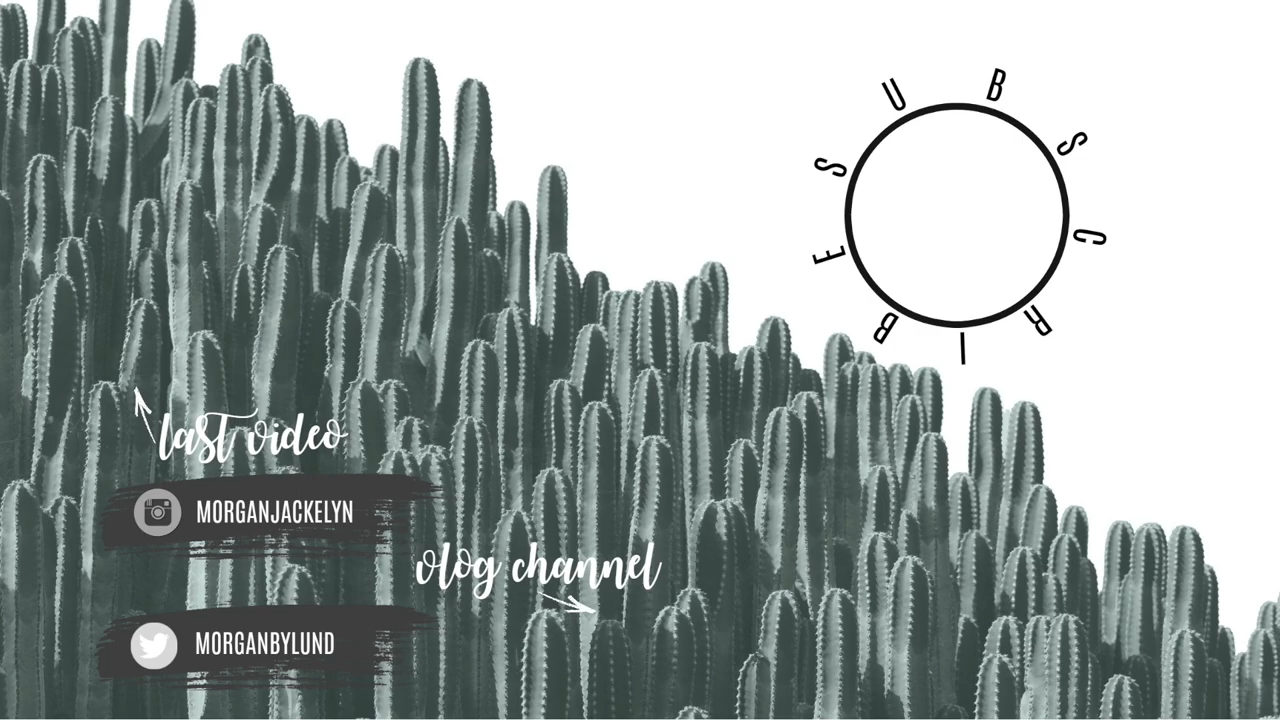 SUBSCRIBE
last video
MORGANJACKELYN
vlog channel
MORGANBYLUND